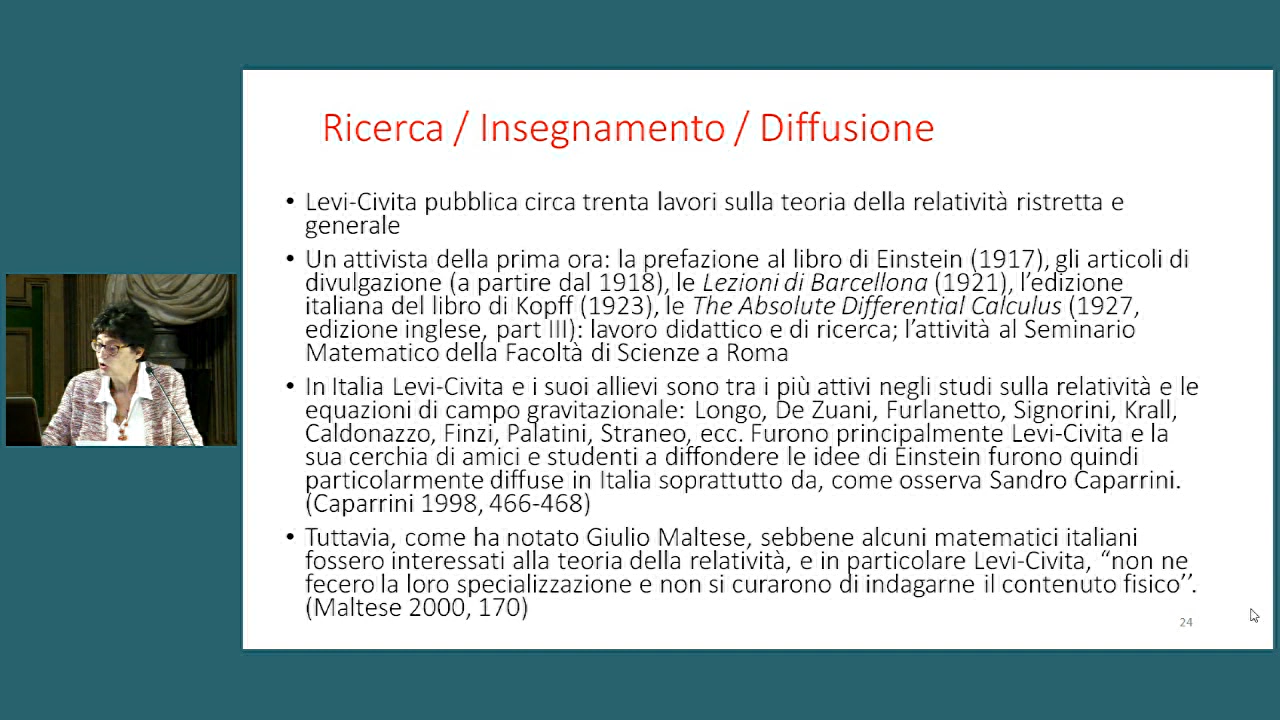 Ricerca / Insegnamento / Diffusione
• Levi-Civita pubblica circa trenta lavori sulla teoria della relatività ristretta e
generale
• Un attivista della prima ora: la prefazione al libro di Einstein (1917), gli articoli di
divulgazione (a partire dal 1918), le Lezioni di Barcellona (1921), l’edizione
italiana del libro di Kopff (1923), le The Absolute Differential Calculus (1927,
edizione inglese, part III): lavoro didattico e di ricerca; l’attività al Seminario
Matematico della Facoltà di Scienze a Roma
• In Italia Levi-Civita e i suoi allievi sono tra i più attivi negli studi sulla relatività e le
equazioni di campo gravitazionale: Longo, De Zuani, Furlanetto, Signorini, Krall,
Caldonazzo, Finzi, Palatini, Straneo, ecc. Furono principalmente Levi-Civita e la
sua cerchia di amici e studenti a diffondere le idee di Einstein furono quindi
particolarmente diffuse in Italia soprattutto da, come osserva Sandro Caparrini.
(Caparrini 1998, 466-468)
• Tuttavia, come ha notato Giulio Maltese, sebbene alcuni matematici italiani
fossero interessati alla teoria della relatività, e in particolare Levi-Civita, “non ne
fecero la loro specializzazione e non si curarono di indagarne il contenuto fisico’’.
(Maltese 2000, 170)
24